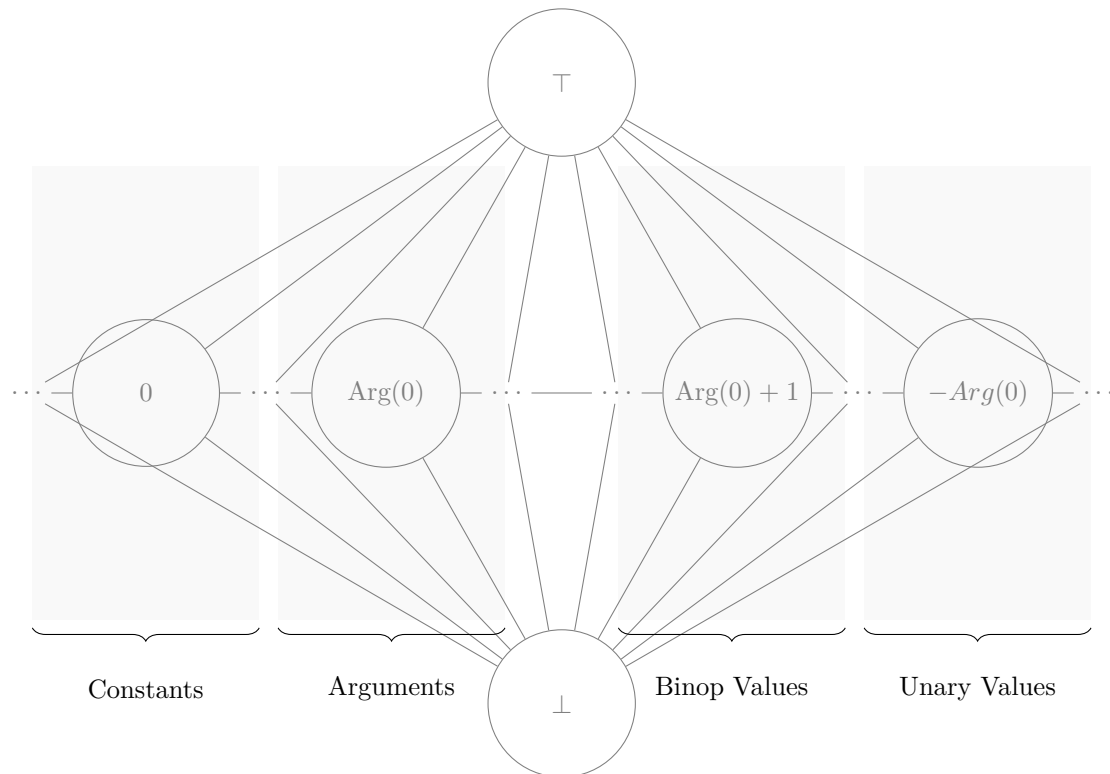 ⊤
··· 0 ··· Arg(0) ··· ··· Arg(0) + 1 ··· −Arg(0) ···
Constants Arguments Binop Values Unary Values
⊥